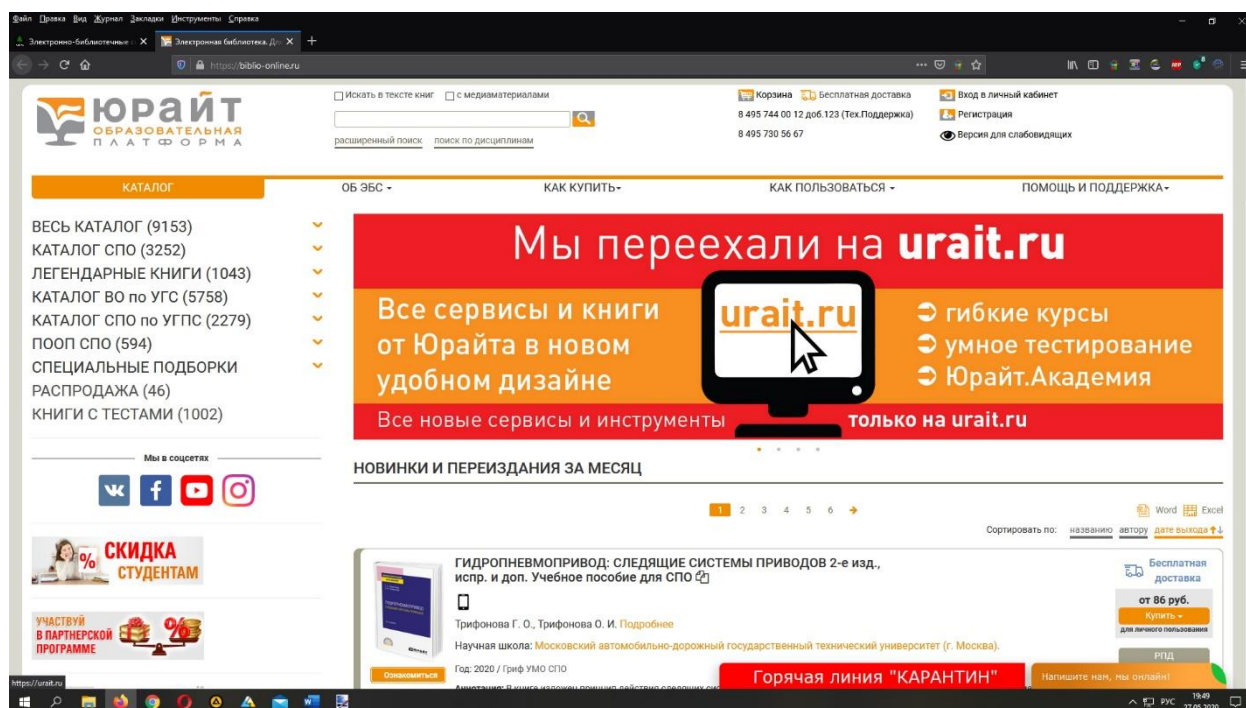 Файл Правка Вид Журнал Закладки Инструменты Справка
Электронно-библиотечные с
Электронная библиотека. Дл
https://biblio-online.ru
юрайт
ОБРАЗОВАТЕЛЬНАЯ
ПЛАТФОРМА
Искать в тексте книг с медиаматериалами
расширенный поиск поиск по дисциплинам
Корзина Бесплатная доставка
8 495 744 00 12 доб.123 (Тех.Поддержка)
8 495 730 56 67
Вход в личный кабинет
Регистрация
Версия для слабовидящих
КАТАЛОГ
ОБ ЭБС
КАК КУПИТЬ
КАК ПОЛЬЗОВАТЬСЯ
ПОМОЩЬ И ПОДДЕРЖКА
ВЕСЬ КАТАЛОГ (9153)
КАТАЛОГ СПО (3252)
ЛЕГЕНДАРНЫЕ КНИГИ (1043)
КАТАЛОГ ВО по УГС (5758)
КАТАЛОГ СПО по УГПС (2279)
ПООП СПО (594)
СПЕЦИАЛЬНЫЕ ПОДБОРКИ
РАСПРОДАЖА (46)
КНИГИ С ТЕСТАМИ (1002)
Мы в соцсетях
СКИДКА
СТУДЕНТАМ
УЧАСТВУЙ
В ПАРТНЕРСКОЙ
ПРОГРАММЕ
Мы переехали на urait.ru
Все сервисы и книги
от Юрайта в новом
удобном дизайне
urait.ru
гибкие курсы
умное тестирование
Юрайт.Академия
Все новые сервисы и инструменты только на urait.ru
НОВИНКИ И ПЕРЕИЗДАНИЯ ЗА МЕСЯЦ
1 2 3 4 5 6
Word Excel
Сортировать по: названию автору дате выхода
ГИДРОПНЕВМОПРИВОД: СЛЕДЯЩИЕ СИСТЕМЫ ПРИВОДОВ 2-е изд.,
испр. и доп. Учебное пособие для СПО
Трифонова Г. О., Трифонова О. И. Подробнее
Научная школа: Московский автомобильно-дорожный государственный технический университет (г. Москва).
Год: 2020 / Гриф УМО СПО
Ознакомиться
Бесплатная
доставка
от 86 руб.
Купить
для личного пользования
РПД
Горячая линия "КАРАНТИН"
Напишите нам, мы онлайн!
https://urait.ru
РУС
19:49
27.05.2020